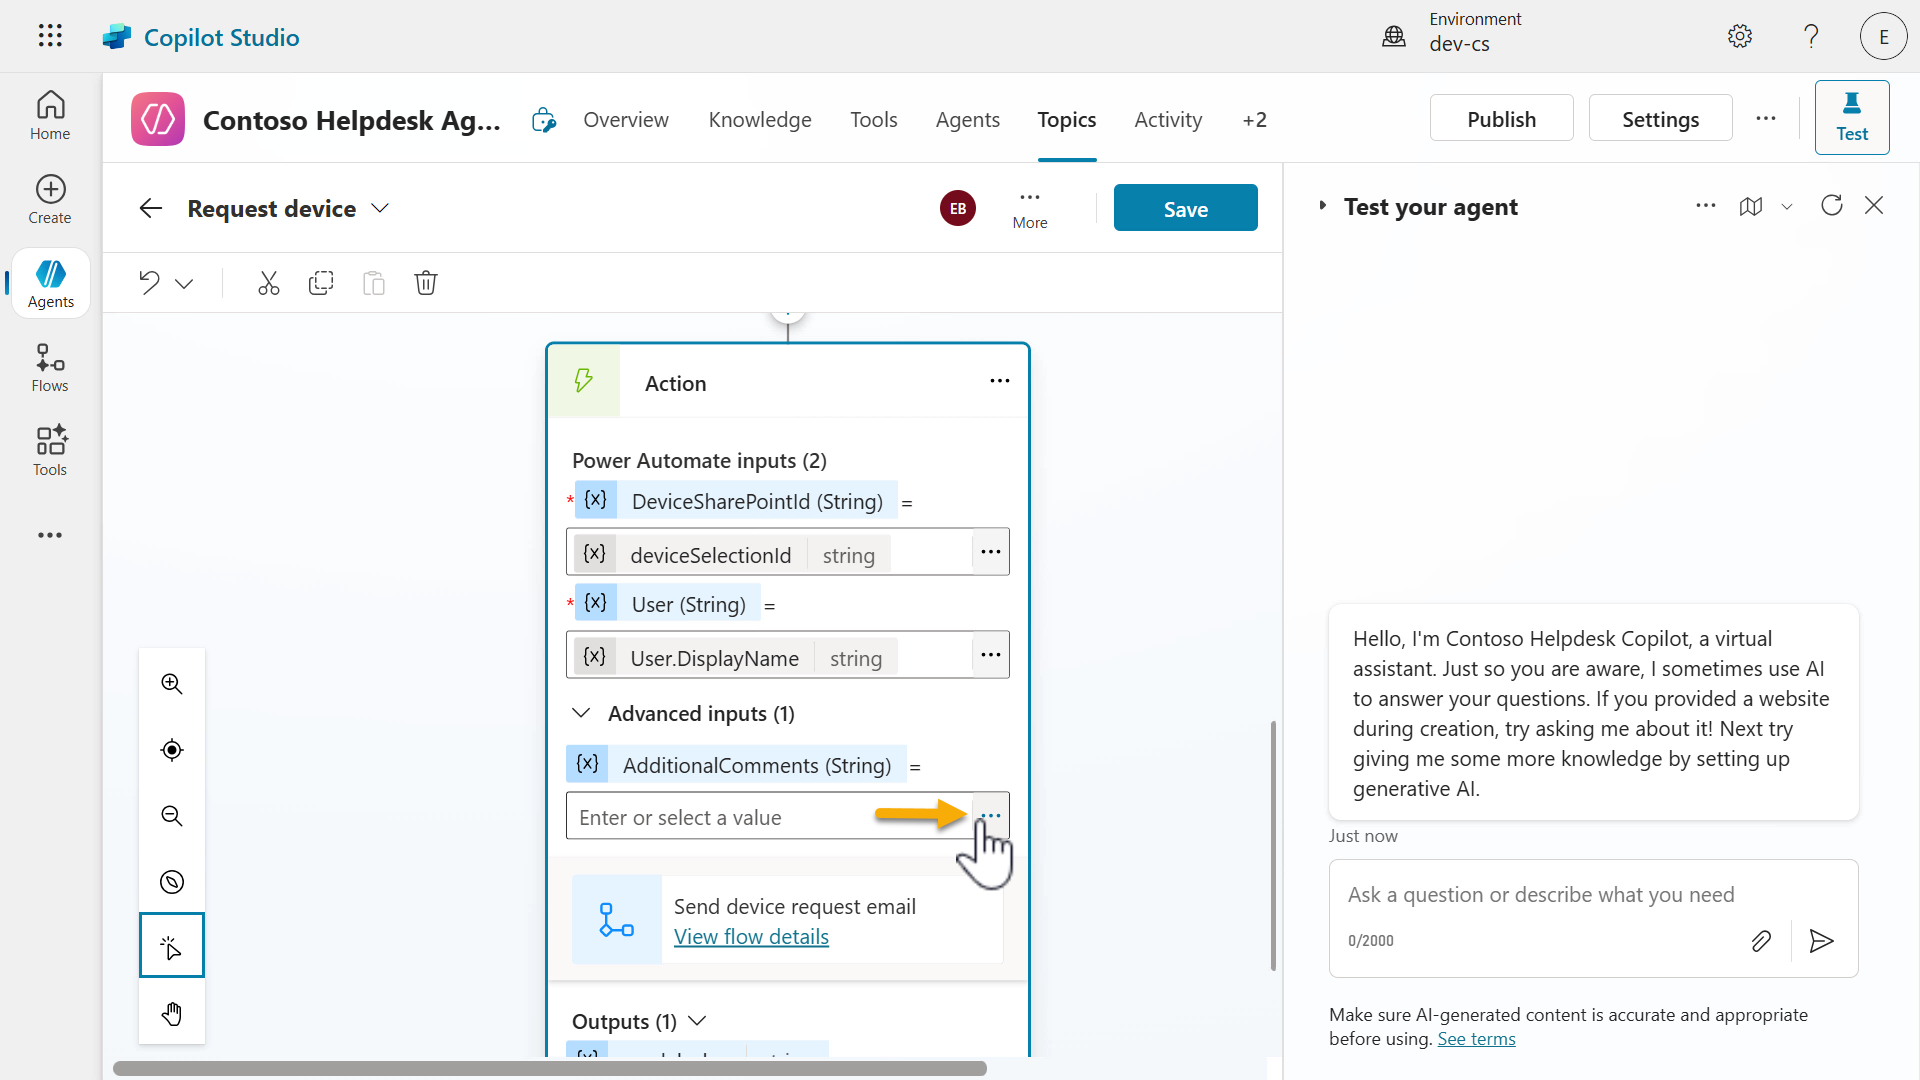 Copilot Studio
Environment
dev-cs
E
Home
Create
Agents
Flows
Tools
Contoso Helpdesk Ag...
Overview
Knowledge
Tools
Agents
Topics
Activity
+2
Publish
Settings
Test
Request device
EB
More
Save
Action
Power Automate inputs (2)
* {x} DeviceSharePointId (String) =
{x} deviceSelectionId string
* {x} User (String) =
{x} User.DisplayName string
Advanced inputs (1)
{x} AdditionalComments (String) =
Enter or select a value
Send device request email
View flow details
Outputs (1)
Test your agent
Hello, I'm Contoso Helpdesk Copilot, a virtual
assistant. Just so you are aware, I sometimes use AI
to answer your questions. If you provided a website
during creation, try asking me about it! Next try
giving me some more knowledge by setting up
generative AI.
Just now
Ask a question or describe what you need
0/2000
Make sure AI-generated content is accurate and appropriate
before using. See terms